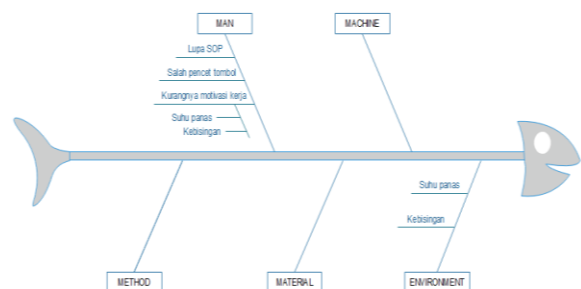 MAN
MACHINE
Lupa SOP
Salah pencet tombol
Kurangnya motivasi kerja
Suhu panas
Kebisingan
Suhu panas
Kebisingan
METHOD
MATERIAL
ENVIRONMENT